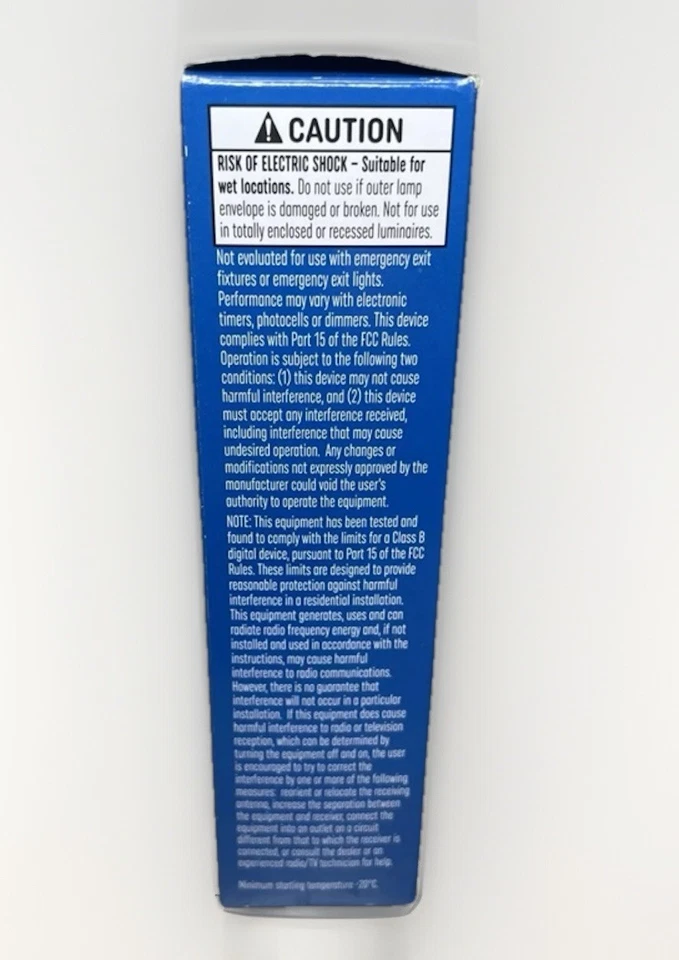 CAUTION
RISK OF ELECTRIC SHOCK – Suitable for
wet locations. Do not use if outer lamp
envelope is damaged or broken. Not for use
in totally enclosed or recessed luminaires.
Not evaluated for use with emergency exit
fixtures or emergency exit lights.
Performance may vary with electronic
timers, photocells or dimmers. This device
complies with Part 15 of the FCC Rules.
Operation is subject to the following two
conditions: (1) this device may not cause
harmful interference, and (2) this device
must accept any interference received,
including interference that may cause
undesired operation. Any changes or
modifications not expressly approved by the
manufacturer could void the user's
authority to operate the equipment.
NOTE: This equipment has been tested and
found to comply with the limits for a Class B
digital device, pursuant to Part 15 of the FCC
Rules. These limits are designed to provide
reasonable protection against harmful
interference in a residential installation.
This equipment generates, uses and can
radiate radio frequency energy and, if not
installed and used in accordance with the
instructions, may cause harmful
interference to radio communications.
However, there is no guarantee that
interference will not occur in a particular
installation. If this equipment does cause
harmful interference to radio or television
reception, which can be determined by
turning the equipment off and on, the user
is encouraged to try to correct the
interference by one or more of the following
measures: reorient or relocate the receiving
antenna, increase the separation between
the equipment and receiver, connect the
equipment into an outlet on a circuit
different from that to which the receiver is
connected, or consult the dealer or an
experienced radio/TV technician for help.
Minimum starting temperature -20°C